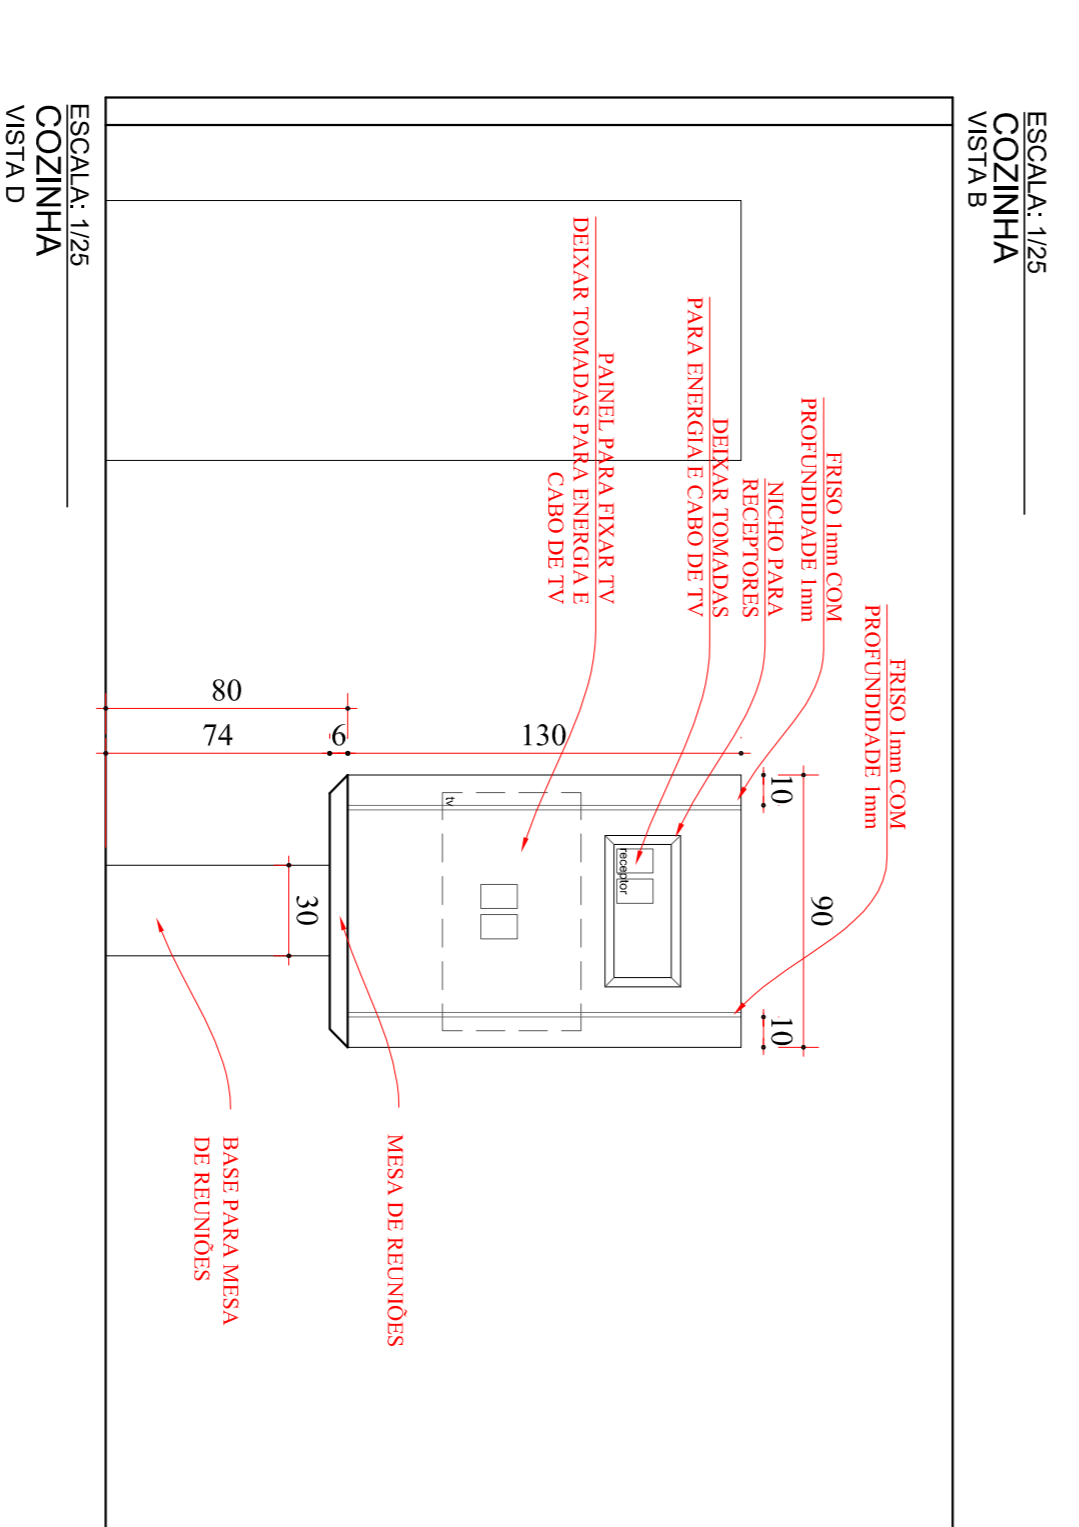 ESCALA: 1/25
COZINHA
VISTA B
FRISO 1mm COM
PROFUNDIDADE 1mm
FRISO 1mm COM
PROFUNDIDADE 1mm
NICHO PARA
RECEPTORES
DEIXAR TOMADAS
PARA ENERGIA E CABO DE TV
PAINEL PARA FIXAR TV
DEIXAR TOMADAS PARA ENERGIA E
CABO DE TV
90
10
10
receptor
tv
130
6
74
80
30
MESA DE REUNIÕES
BASE PARA MESA
DE REUNIÕES
ESCALA: 1/25
COZINHA
VISTA D